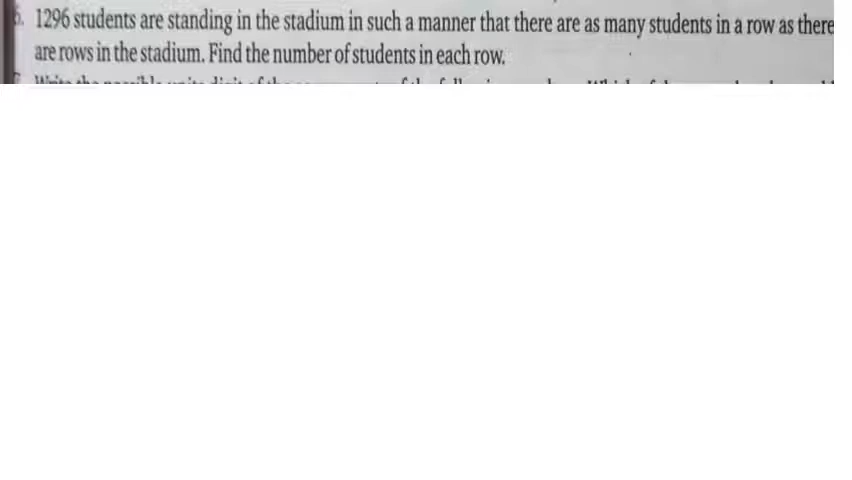 6. 1296 students are standing in the stadium in such a manner that there are as many students in a row as there
are rows in the stadium. Find the number of students in each row.